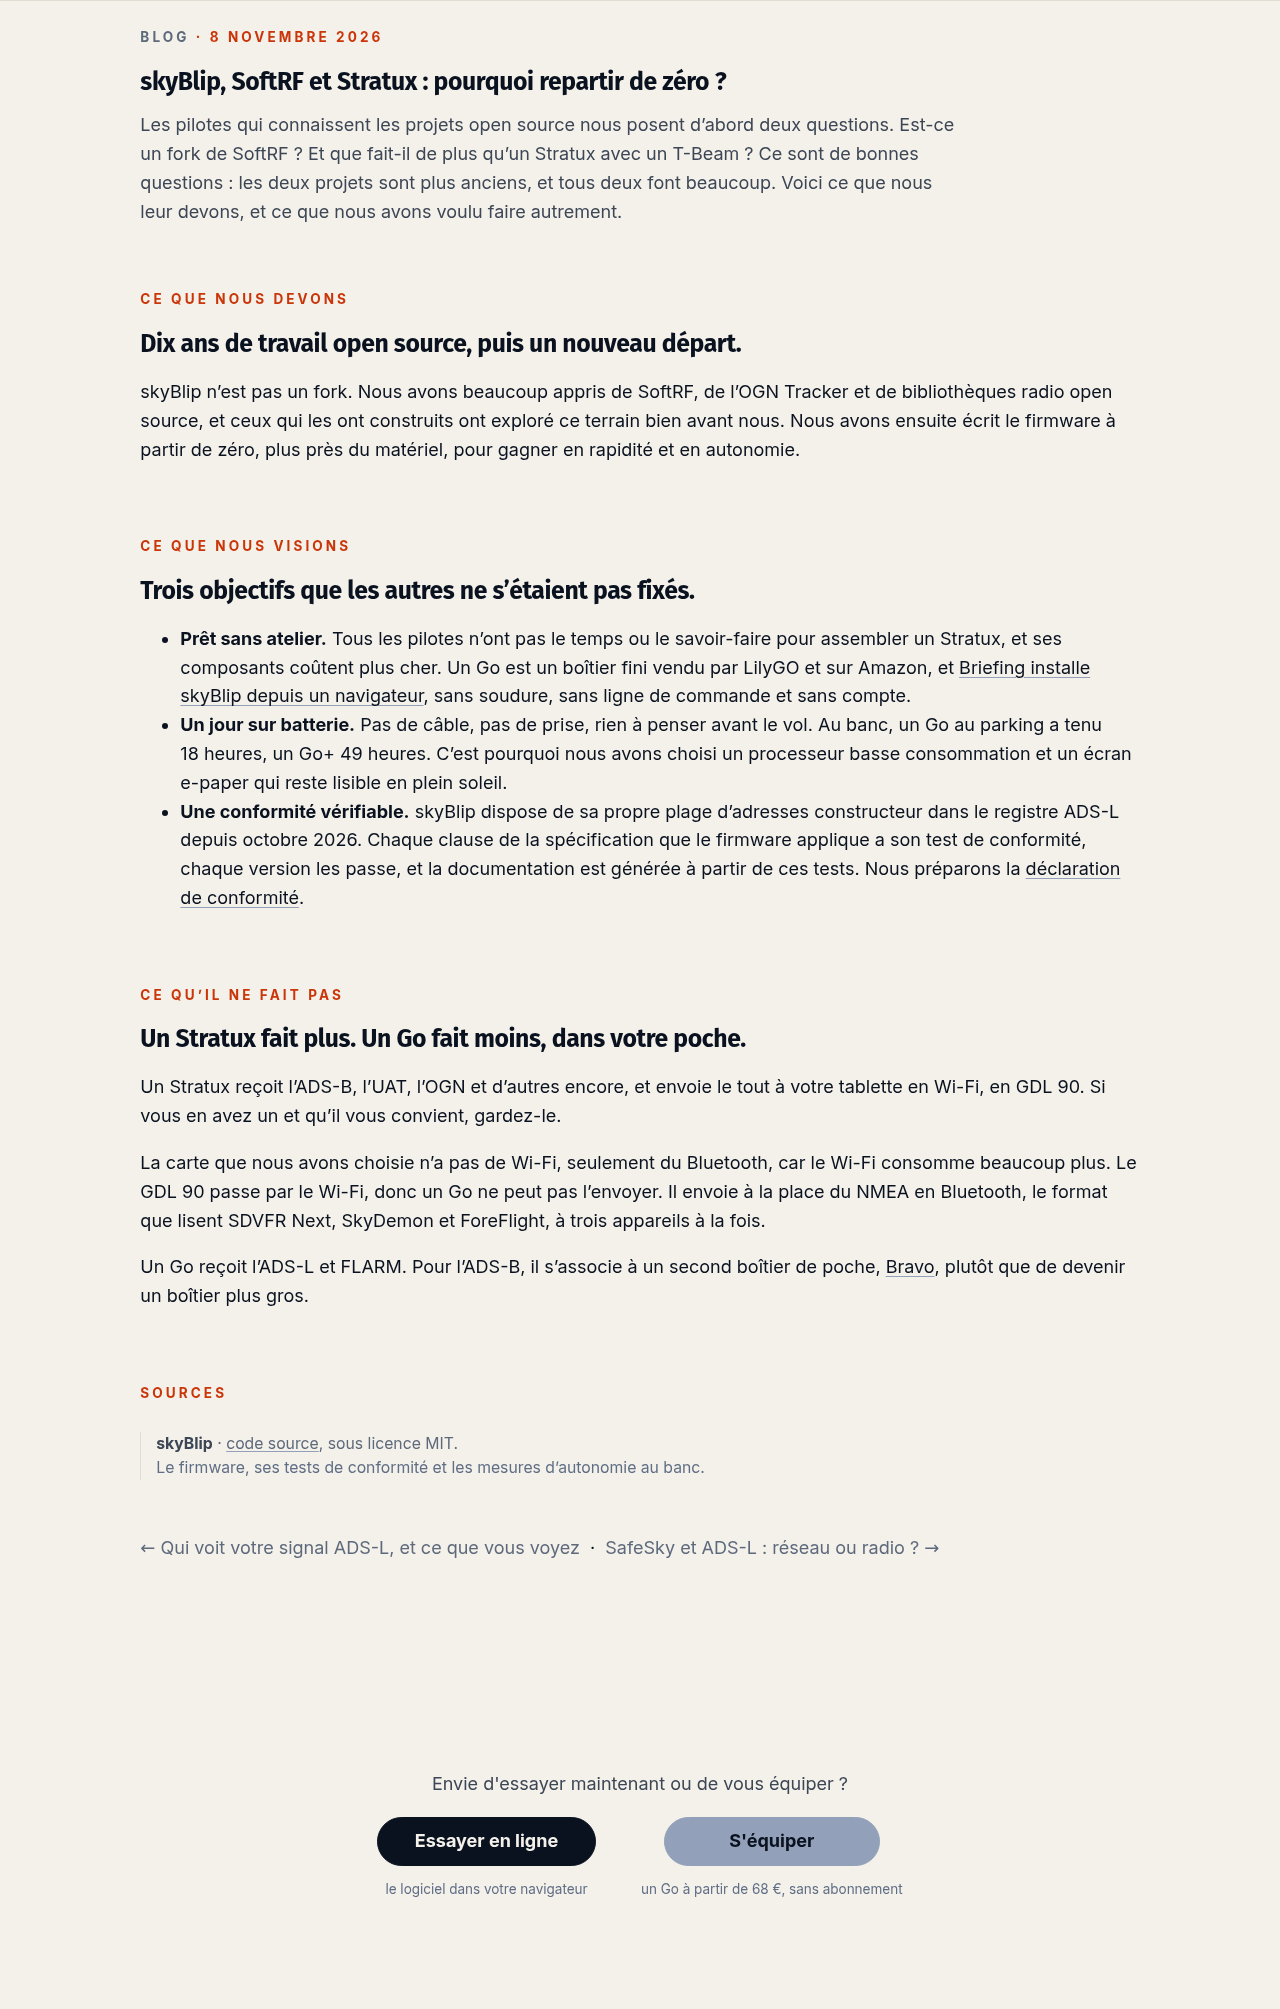 BLOG · 8 NOVEMBRE 2026
skyBlip, SoftRF et Stratux : pourquoi repartir de zéro ?
Les pilotes qui connaissent les projets open source nous posent d’abord deux questions. Est-ce
un fork de SoftRF ? Et que fait-il de plus qu’un Stratux avec un T-Beam ? Ce sont de bonnes
questions : les deux projets sont plus anciens, et tous deux font beaucoup. Voici ce que nous
leur devons, et ce que nous avons voulu faire autrement.
CE QUE NOUS DEVONS
Dix ans de travail open source, puis un nouveau départ.
skyBlip n’est pas un fork. Nous avons beaucoup appris de SoftRF, de l’OGN Tracker et de bibliothèques radio open
source, et ceux qui les ont construits ont exploré ce terrain bien avant nous. Nous avons ensuite écrit le firmware à
partir de zéro, plus près du matériel, pour gagner en rapidité et en autonomie.
CE QUE NOUS VISIONS
Trois objectifs que les autres ne s’étaient pas fixés.
• Prêt sans atelier. Tous les pilotes n’ont pas le temps ou le savoir-faire pour assembler un Stratux, et ses
composants coûtent plus cher. Un Go est un boîtier fini vendu par LilyGO et sur Amazon, et Briefing installe
skyBlip depuis un navigateur, sans soudure, sans ligne de commande et sans compte.
• Un jour sur batterie. Pas de câble, pas de prise, rien à penser avant le vol. Au banc, un Go au parking a tenu
18 heures, un Go+ 49 heures. C’est pourquoi nous avons choisi un processeur basse consommation et un écran
e-paper qui reste lisible en plein soleil.
• Une conformité vérifiable. skyBlip dispose de sa propre plage d’adresses constructeur dans le registre ADS-L
depuis octobre 2026. Chaque clause de la spécification que le firmware applique a son test de conformité,
chaque version les passe, et la documentation est générée à partir de ces tests. Nous préparons la déclaration
de conformité.
CE QU’IL NE FAIT PAS
Un Stratux fait plus. Un Go fait moins, dans votre poche.
Un Stratux reçoit l’ADS-B, l’UAT, l’OGN et d’autres encore, et envoie le tout à votre tablette en Wi-Fi, en GDL 90. Si
vous en avez un et qu’il vous convient, gardez-le.
La carte que nous avons choisie n’a pas de Wi-Fi, seulement du Bluetooth, car le Wi-Fi consomme beaucoup plus. Le
GDL 90 passe par le Wi-Fi, donc un Go ne peut pas l’envoyer. Il envoie à la place du NMEA en Bluetooth, le format
que lisent SDVFR Next, SkyDemon et ForeFlight, à trois appareils à la fois.
Un Go reçoit l’ADS-L et FLARM. Pour l’ADS-B, il s’associe à un second boîtier de poche, Bravo, plutôt que de devenir
un boîtier plus gros.
SOURCES
skyBlip · code source, sous licence MIT.
Le firmware, ses tests de conformité et les mesures d’autonomie au banc.
← Qui voit votre signal ADS-L, et ce que vous voyez · SafeSky et ADS-L : réseau ou radio ? →
Envie d'essayer maintenant ou de vous équiper ?
Essayer en ligne
S'équiper
le logiciel dans votre navigateur
un Go à partir de 68 €, sans abonnement